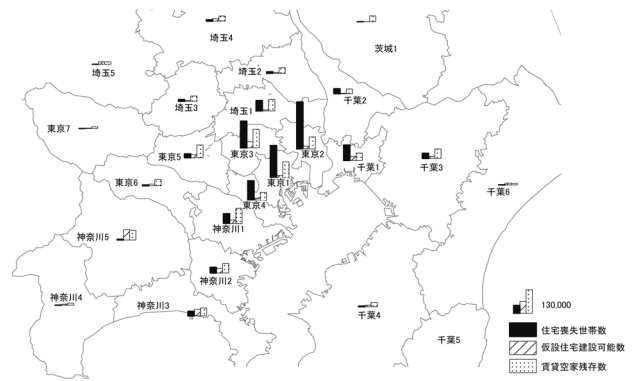 埼玉4
茨城1
埼玉5
埼玉2
埼玉3
埼玉1
千葉2
東京7
東京5
東京3
東京2
千葉1
千葉3
東京6
東京1
千葉6
東京4
神奈川1
神奈川5
神奈川2
神奈川4
神奈川3
千葉4
千葉5
130,000
住宅喪失世帯数
仮設住宅建設可能数
賃貸空家残存数